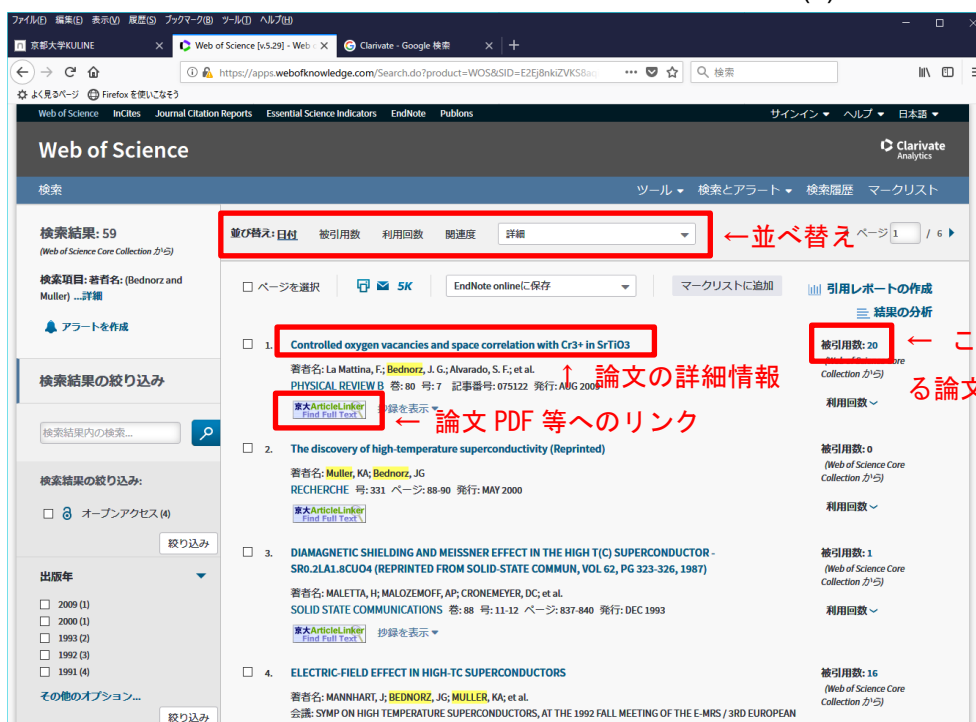 ファイル(F) 編集(E) 表示(V) 履歴(S) ブックマーク(B) ツール(T) ヘルプ(H)
京都大学KULINE
Web of Science [v.5.29] - Web
Clarivate - Google 検索
https://apps.webofknowledge.com/Search.do?product=WOS&SID=E2Ej8nkiZVKS8
検索
よく見るページ Firefox を使いこなそう
Web of Science InCites Journal Citation Reports Essential Science Indicators EndNote Publons サインイン ヘルプ 日本語
Web of Science
Clarivate
Analytics
検索 ツール 検索とアラート 検索履歴 マークリスト
検索結果: 59
(Web of Science Core Collection から)
並び替え: 日付 被引用数 利用回数 関連度 詳細
←並べ替え
ページ 1 / 6
検索項目: 著者名: (Bednorz and
Muller) ...詳細
アラートを作成
ページを選択 5K EndNote onlineに保存 マークリストに追加
引用レポートの作成
結果の分析
1. Controlled oxygen vacancies and space correlation with Cr3+ in SrTiO3
著者名: La Mattina, F.; Bednorz, J. G.; Alvarado, S. F.; et al.
PHYSICAL REVIEW B 巻: 80 号: 7 記事番号: 075122 発行: AUG 2009
↑ 論文の詳細情報
京大ArticleLinker
Find Full Text
抄録を表示
← 論文 PDF 等へのリンク
被引用数: 20
Collection から)
← こ
る論文
利用回数
検索結果の絞り込み
検索結果内の検索...
検索結果の絞り込み:
オープンアクセス (4)
絞り込み
出版年
2009 (1)
2000 (1)
1993 (2)
1992 (3)
1991 (4)
その他のオプション...
絞り込み
2. The discovery of high-temperature superconductivity (Reprinted)
著者名: Muller, KA; Bednorz, JG
RECHERCHE 号: 331 ページ: 88-90 発行: MAY 2000
京大ArticleLinker
Find Full Text
被引用数: 0
(Web of Science Core
Collection から)
利用回数
3. DIAMAGNETIC SHIELDING AND MEISSNER EFFECT IN THE HIGH T(C) SUPERCONDUCTOR -
SR0.2LA1.8CUO4 (REPRINTED FROM SOLID-STATE COMMUN, VOL 62, PG 323-326, 1987)
著者名: MALETTA, H; MALOZEMOFF, AP; CRONEMEYER, DC; et al.
SOLID STATE COMMUNICATIONS 巻: 88 号: 11-12 ページ: 837-840 発行: DEC 1993
京大ArticleLinker
Find Full Text
抄録を表示
被引用数: 1
(Web of Science Core
Collection から)
利用回数
4. ELECTRIC-FIELD EFFECT IN HIGH-TC SUPERCONDUCTORS
著者名: MANNHART, J; BEDNORZ, JG; MULLER, KA; et al.
会議: SYMP ON HIGH TEMPERATURE SUPERCONDUCTORS, AT THE 1992 FALL MEETING OF THE E-MRS / 3RD EUROPEAN
被引用数: 16
(Web of Science Core
Collection から)